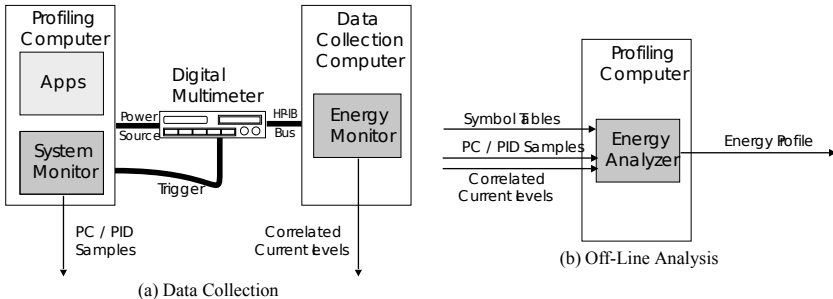 Profiling
Computer
Apps
System
Monitor
Digital
Multimeter
Power
Source
HP-IB
Bus
Trigger
Data
Collection
Computer
Energy
Monitor
PC / PID
Samples
Correlated
Current Levels
(a) Data Collection
Profiling
Computer
Symbol Tables
PC / PID Samples
Correlated
Current Levels
Energy
Analyzer
Energy Profile
(b) Off-Line Analysis